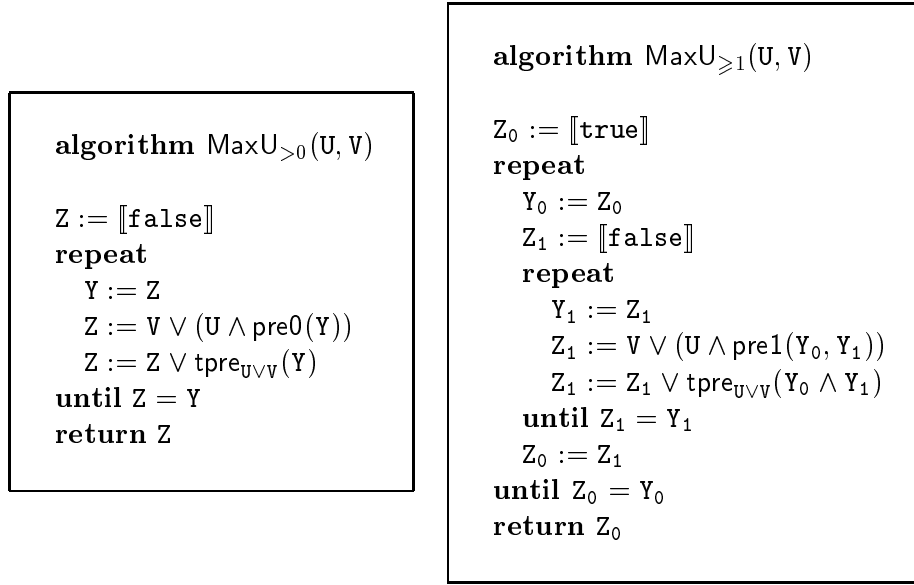 algorithm MaxU>0(U, V)
Z := ⟦false⟧
repeat
Y := Z
Z := V ∨ (U ∧ pre0(Y))
Z := Z ∨ tpre_{U∨V}(Y)
until Z = Y
return Z
algorithm MaxU⩾1(U, V)
Z₀ := ⟦true⟧
repeat
Y₀ := Z₀
Z₁ := ⟦false⟧
repeat
Y₁ := Z₁
Z₁ := V ∨ (U ∧ pre1(Y₀, Y₁))
Z₁ := Z₁ ∨ tpre_{U∨V}(Y₀ ∧ Y₁)
until Z₁ = Y₁
Z₀ := Z₁
until Z₀ = Y₀
return Z₀